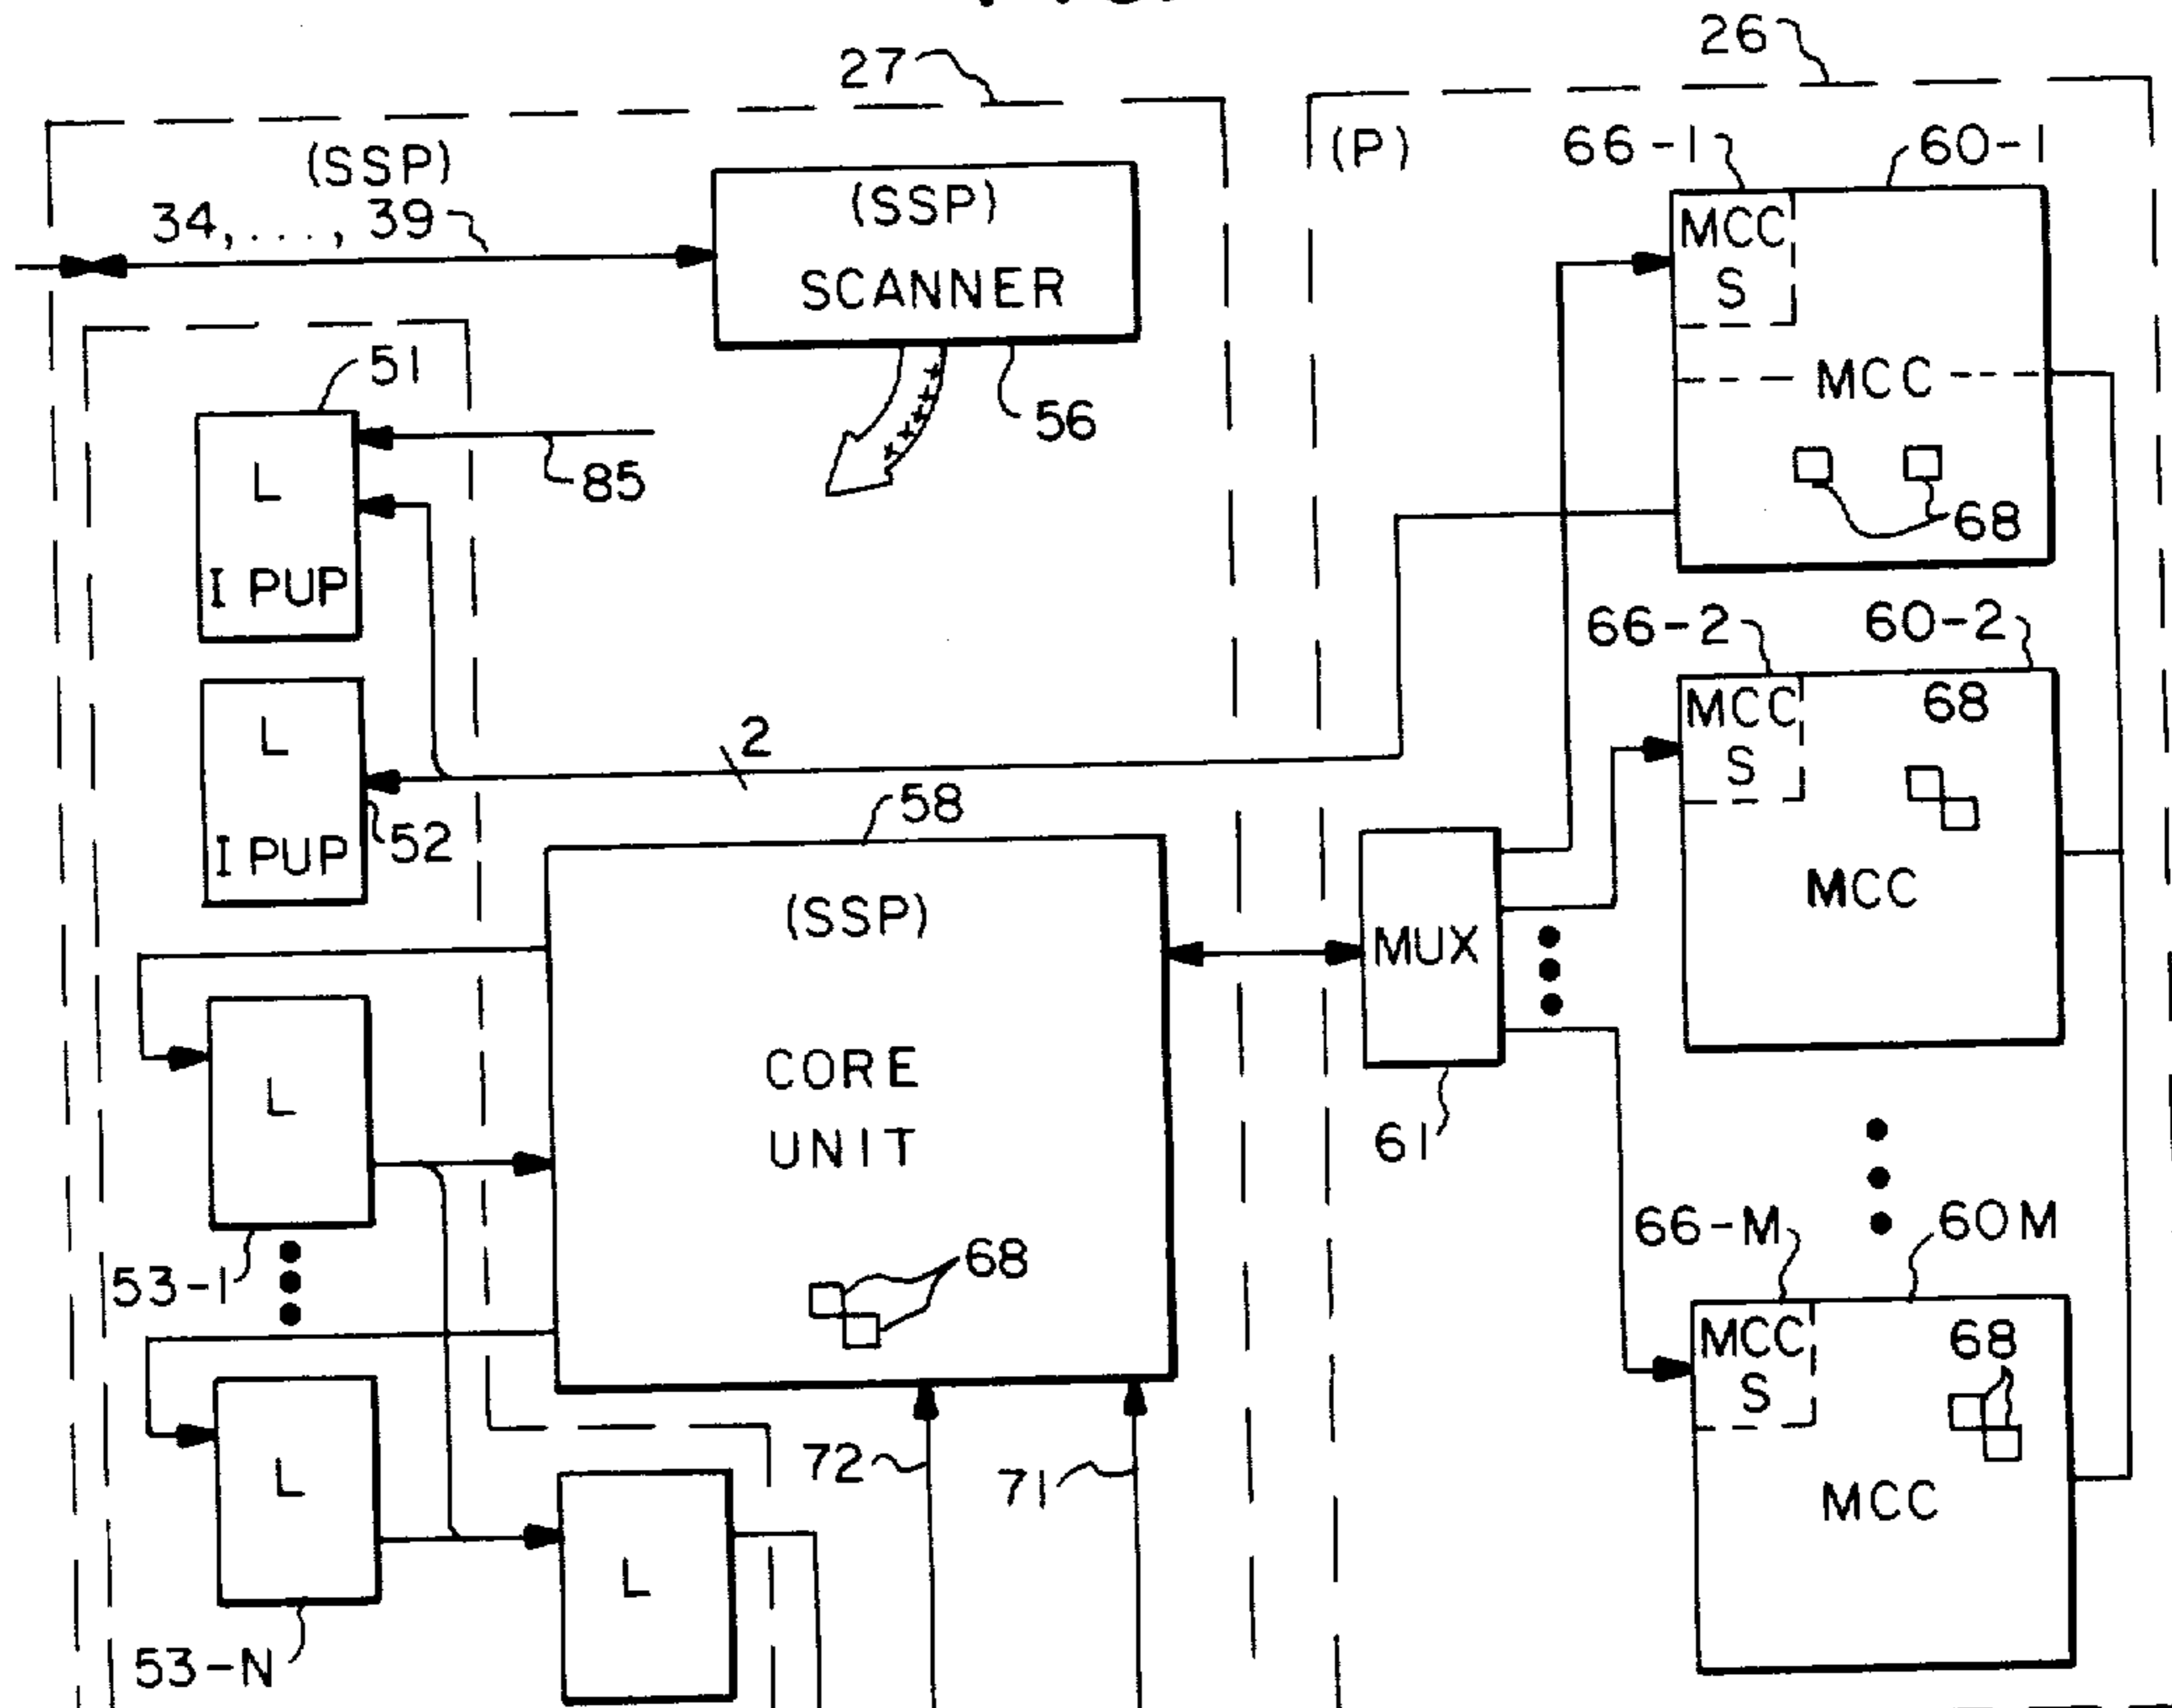 27
26
(SSP)
34, ..., 39
(SSP)
SCANNER
56
51
L
I PUP
85
L
I PUP
52
2
58
(SSP)
CORE
UNIT
68
L
53-1
L
53-N
L
72
71
(P)
66-1
60-1
MCC
S
MCC
68
66-2
60-2
MCC
S
68
MCC
MUX
61
66-M
60M
MCC
S
68
MCC